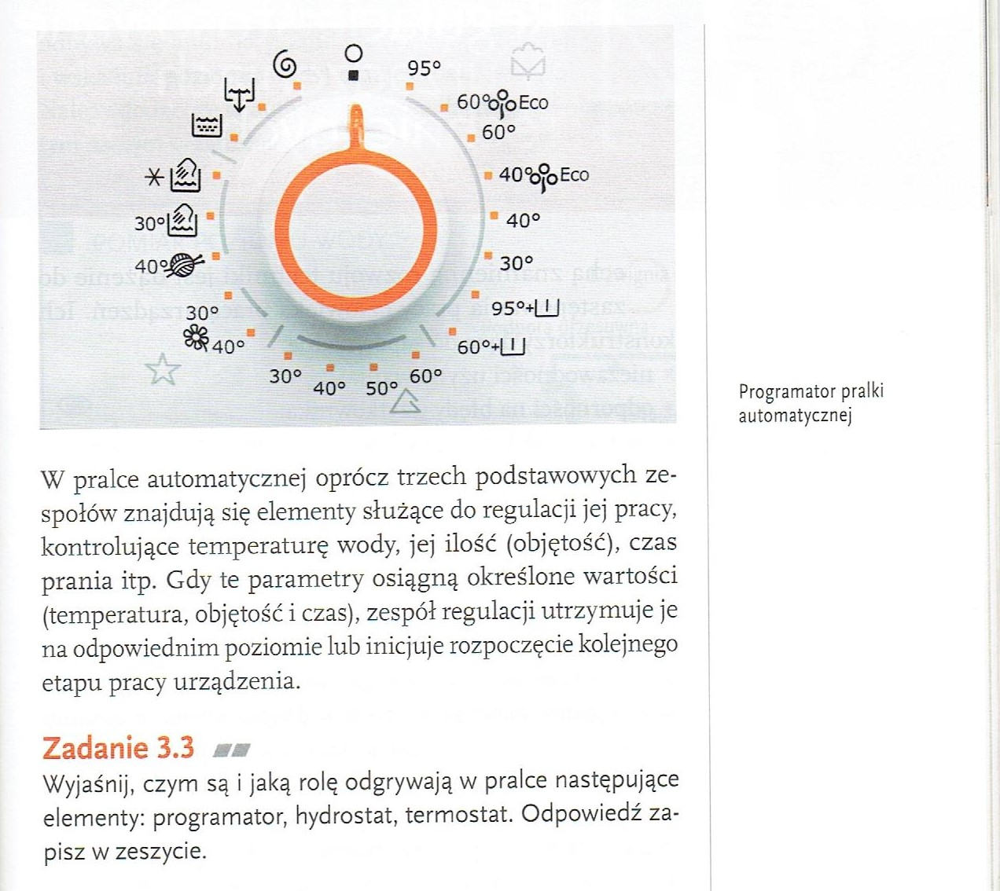 95°
60° Eco
60°
40° Eco
40°
30°
95°+
60°+
60°
50°
40°
30°
40°
30°
40°
30°
Programator pralki
automatycznej
W pralce automatycznej oprócz trzech podstawowych ze-
społów znajdują się elementy służące do regulacji jej pracy,
kontrolujące temperaturę wody, jej ilość (objętość), czas
prania itp. Gdy te parametry osiągną określone wartości
(temperatura, objętość i czas), zespół regulacji utrzymuje je
na odpowiednim poziomie lub inicjuje rozpoczęcie kolejnego
etapu pracy urządzenia.
Zadanie 3.3
Wyjaśnij, czym są i jaką rolę odgrywają w pralce następujące
elementy: programator, hydrostat, termostat. Odpowiedź za-
pisz w zeszycie.